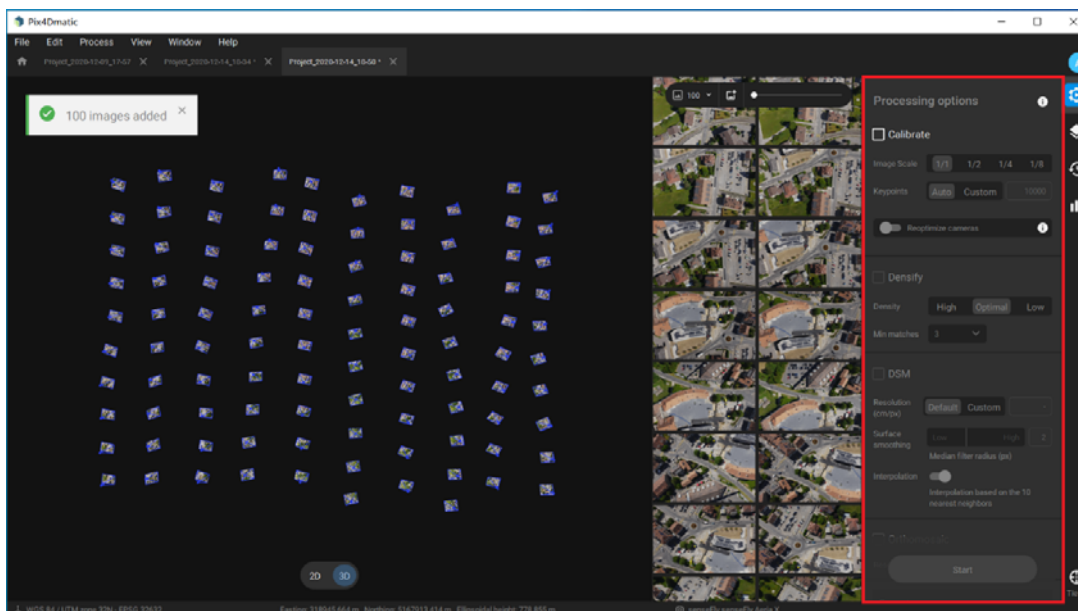 Pix4Dmatic
File Edit Process View Window Help
Project_2020-12-14_16-58 *
100 images added
100
Processing options
Calibrate
Image Scale 1/1 1/2 1/4 1/8
Keypoints Auto Custom 10000
Reoptimize cameras
Densify
Density High Optimal Low
Min matches 3
DSM
Resolution (cm/px) Default Custom
Surface smoothing Low High 2
Median filter radius (px)
Interpolation
Interpolation based on the 10
nearest neighbors
Start
2D 3D